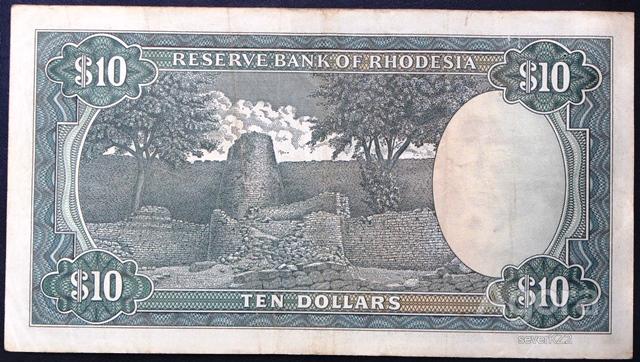 $10 RESERVE BANK OF RHODESIA $10
$10 TEN DOLLARS $10
severK22